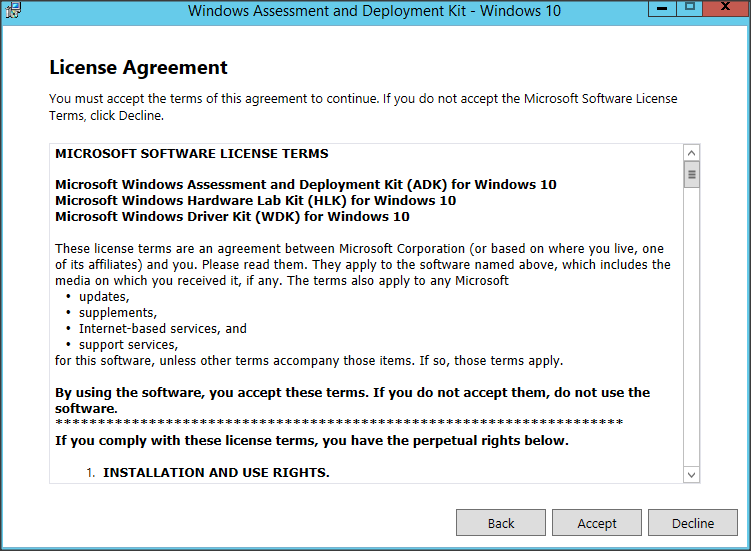 Windows Assessment and Deployment Kit - Windows 10
License Agreement
You must accept the terms of this agreement to continue. If you do not accept the Microsoft Software License
Terms, click Decline.
MICROSOFT SOFTWARE LICENSE TERMS
Microsoft Windows Assessment and Deployment Kit (ADK) for Windows 10
Microsoft Windows Hardware Lab Kit (HLK) for Windows 10
Microsoft Windows Driver Kit (WDK) for Windows 10
These license terms are an agreement between Microsoft Corporation (or based on where you live, one
of its affiliates) and you. Please read them. They apply to the software named above, which includes the
media on which you received it, if any. The terms also apply to any Microsoft
• updates,
• supplements,
• Internet-based services, and
• support services,
for this software, unless other terms accompany those items. If so, those terms apply.
By using the software, you accept these terms. If you do not accept them, do not use the
software.
*******************************************************************
If you comply with these license terms, you have the perpetual rights below.
1. INSTALLATION AND USE RIGHTS.
Back
Accept
Decline